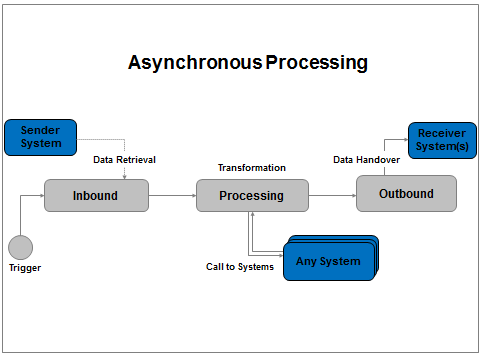 Asynchronous Processing
Sender
System
Receiver
System(s)
Data Retrieval
Data Handover
Transformation
Inbound
Processing
Outbound
Trigger
Call to Systems
Any System